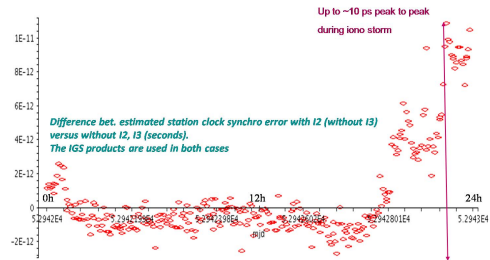 Up to ~10 ps peak to peak
during iono storm
1E-11
8E-12
6E-12
Difference bet. estimated station clock synchro error with I2 (without I3)
versus without I2, I3 (seconds).
The IGS products are used in both cases
4E-12
2E-12
0h
12h
24h
0
5.2942E4
5.2942801E4
5.2943E4
mjd
-2E-12